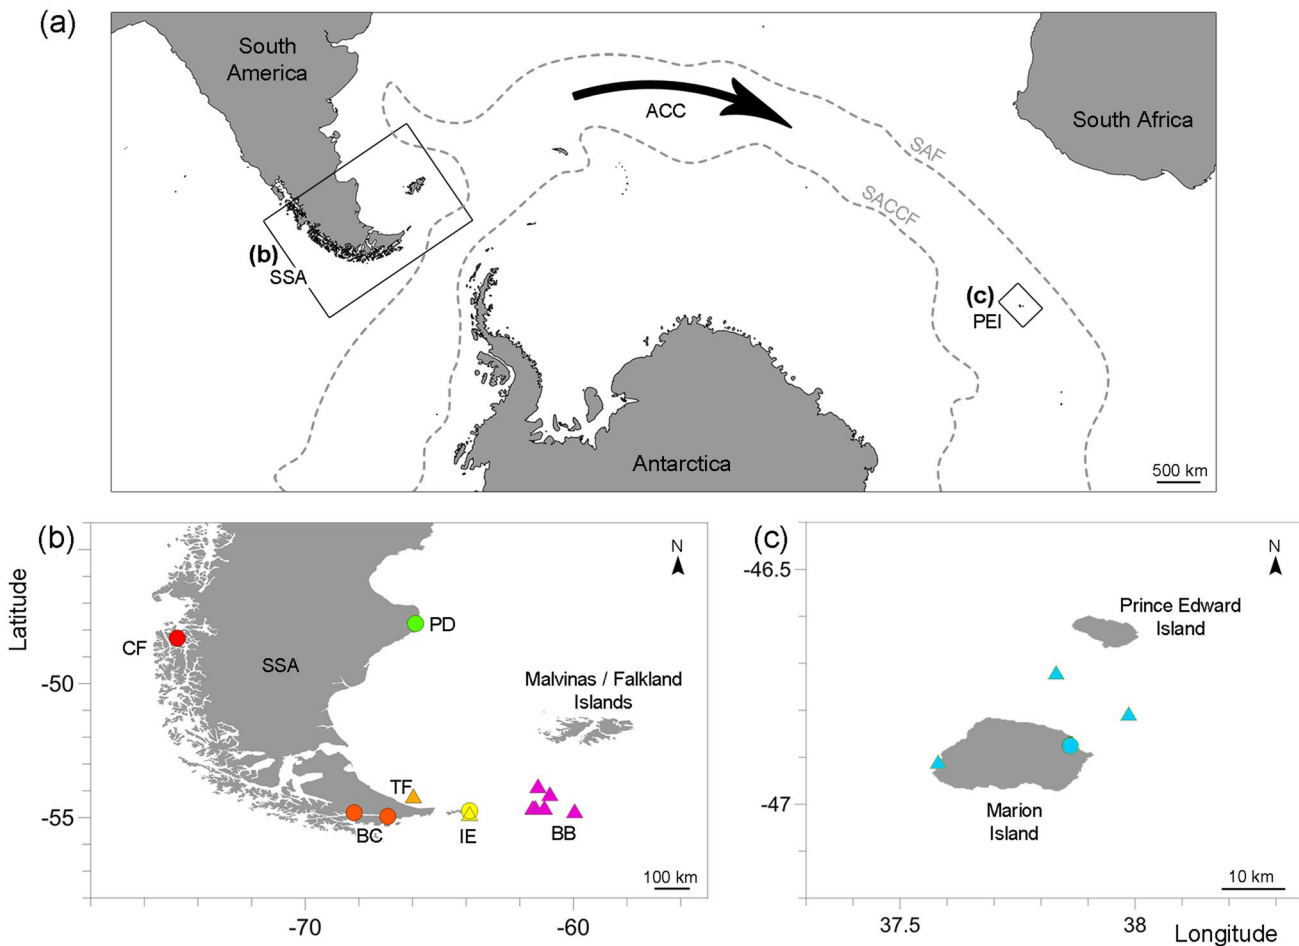 (a)
South
America
ACC
South Africa
SAF
SACCF
(b)
SSA
(c)
PEI
Antarctica
500 km
(b)
N
Latitude
CF
PD
SSA
-50
Malvinas / Falkland
Islands
TF
-55
BC
IE
BB
100 km
-70
-60
(c)
N
-46.5
Prince Edward
Island
-47
Marion
Island
10 km
37.5
38
Longitude